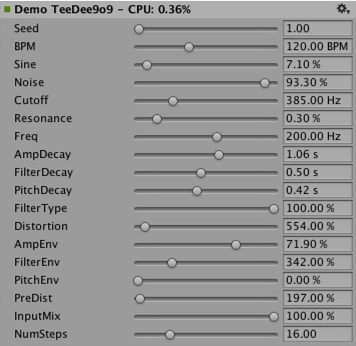 Demo TeeDee9o9 – CPU: 0.36%
Seed 1.00
BPM 120.00 BPM
Sine 7.10 %
Noise 93.30 %
Cutoff 385.00 Hz
Resonance 0.30 %
Freq 200.00 Hz
AmpDecay 1.06 s
FilterDecay 0.50 s
PitchDecay 0.42 s
FilterType 100.00 %
Distortion 554.00 %
AmpEnv 71.90 %
FilterEnv 342.00 %
PitchEnv 0.00 %
PreDist 197.00 %
InputMix 100.00 %
NumSteps 16.00